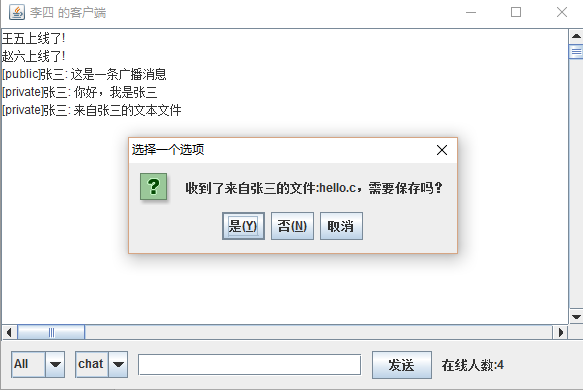 李四 的客户端
王五上线了!
赵六上线了!
[public]张三: 这是一条广播消息
[private]张三: 你好，我是张三
[private]张三: 来自张三的文本文件
选择一个选项
收到了来自张三的文件:hello.c，需要保存吗?
是(Y) 否(N) 取消
All chat 发送 在线人数:4